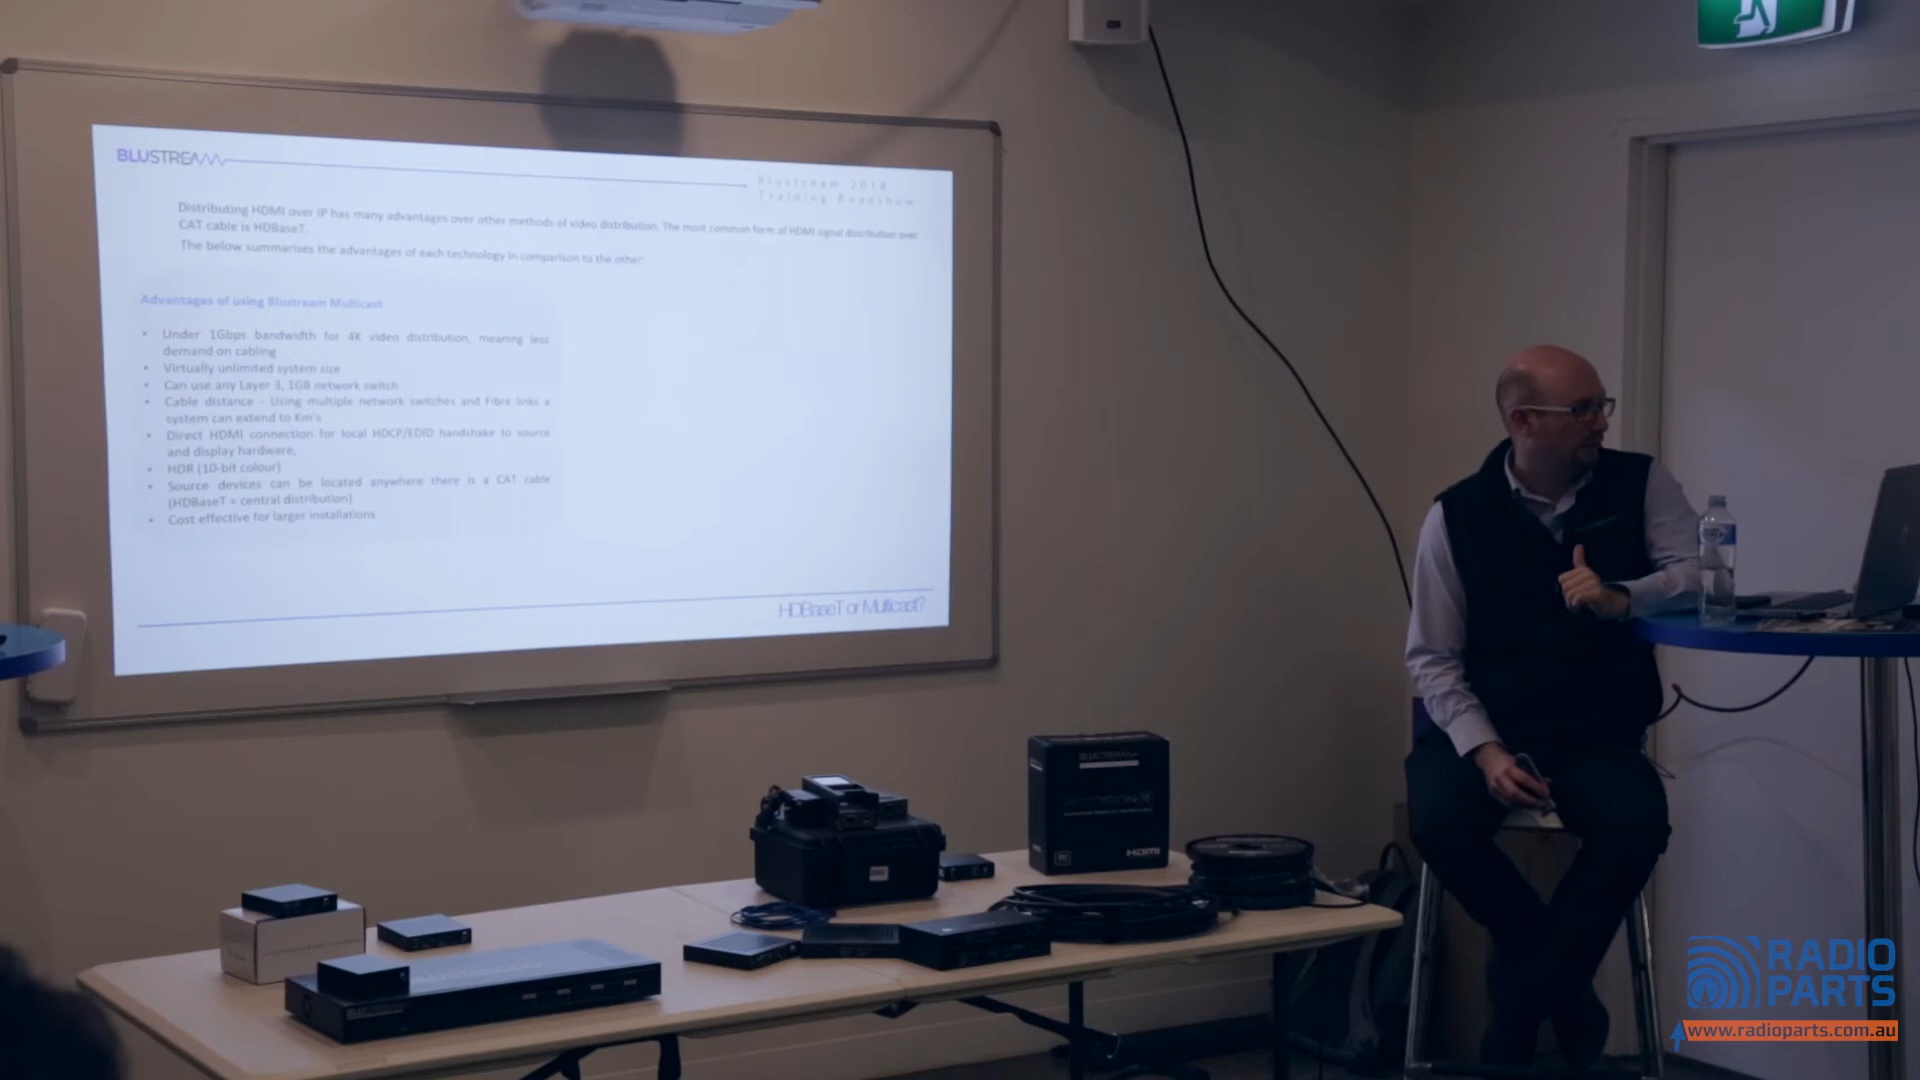 BLUSTREAM
Blustream 2018
Training Roadshow
Distributing HDMI over IP has many advantages over other methods of video distribution. The most common form of HDMI signal distribution over
CAT cable is HDBaseT.
The below summarises the advantages of each technology in comparison to the other:
Advantages of using Blustream Multicast
• Under 1Gbps bandwidth for 4K video distribution, meaning less
demand on cabling
• Virtually unlimited system size
• Can use any Layer 3, 1GB network switch
• Cable distance - Using multiple network switches and Fibre links a
system can extend to Km's
• Direct HDMI connection for local HDCP/EDID handshake to source
and display hardware,
• HDR (10-bit colour)
• Source devices can be located anywhere there is a CAT cable
(HDBaseT = central distribution)
• Cost effective for larger installations
HDBaseT or Multicast?
BLUSTREAM
HDMI
BLUSTREAM
RADIO
PARTS
www.radioparts.com.au